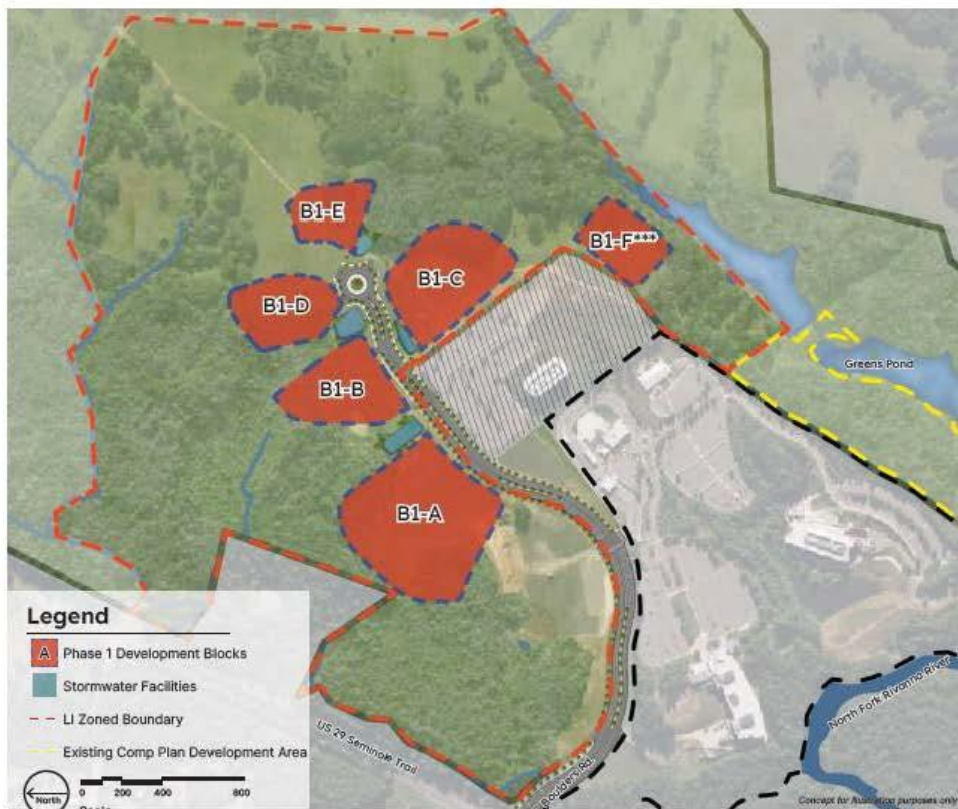 B1-E
B1-F***
B1-C
B1-D
Greens Pond
B1-B
B1-A
Legend
A Phase 1 Development Blocks
Stormwater Facilities
LI Zoned Boundary
Existing Comp Plan Development Area
North
0 200 400 800
US 29 Seminole Trail
Boulders Rd.
North Fork Rivanna River
Concept for illustration purposes only